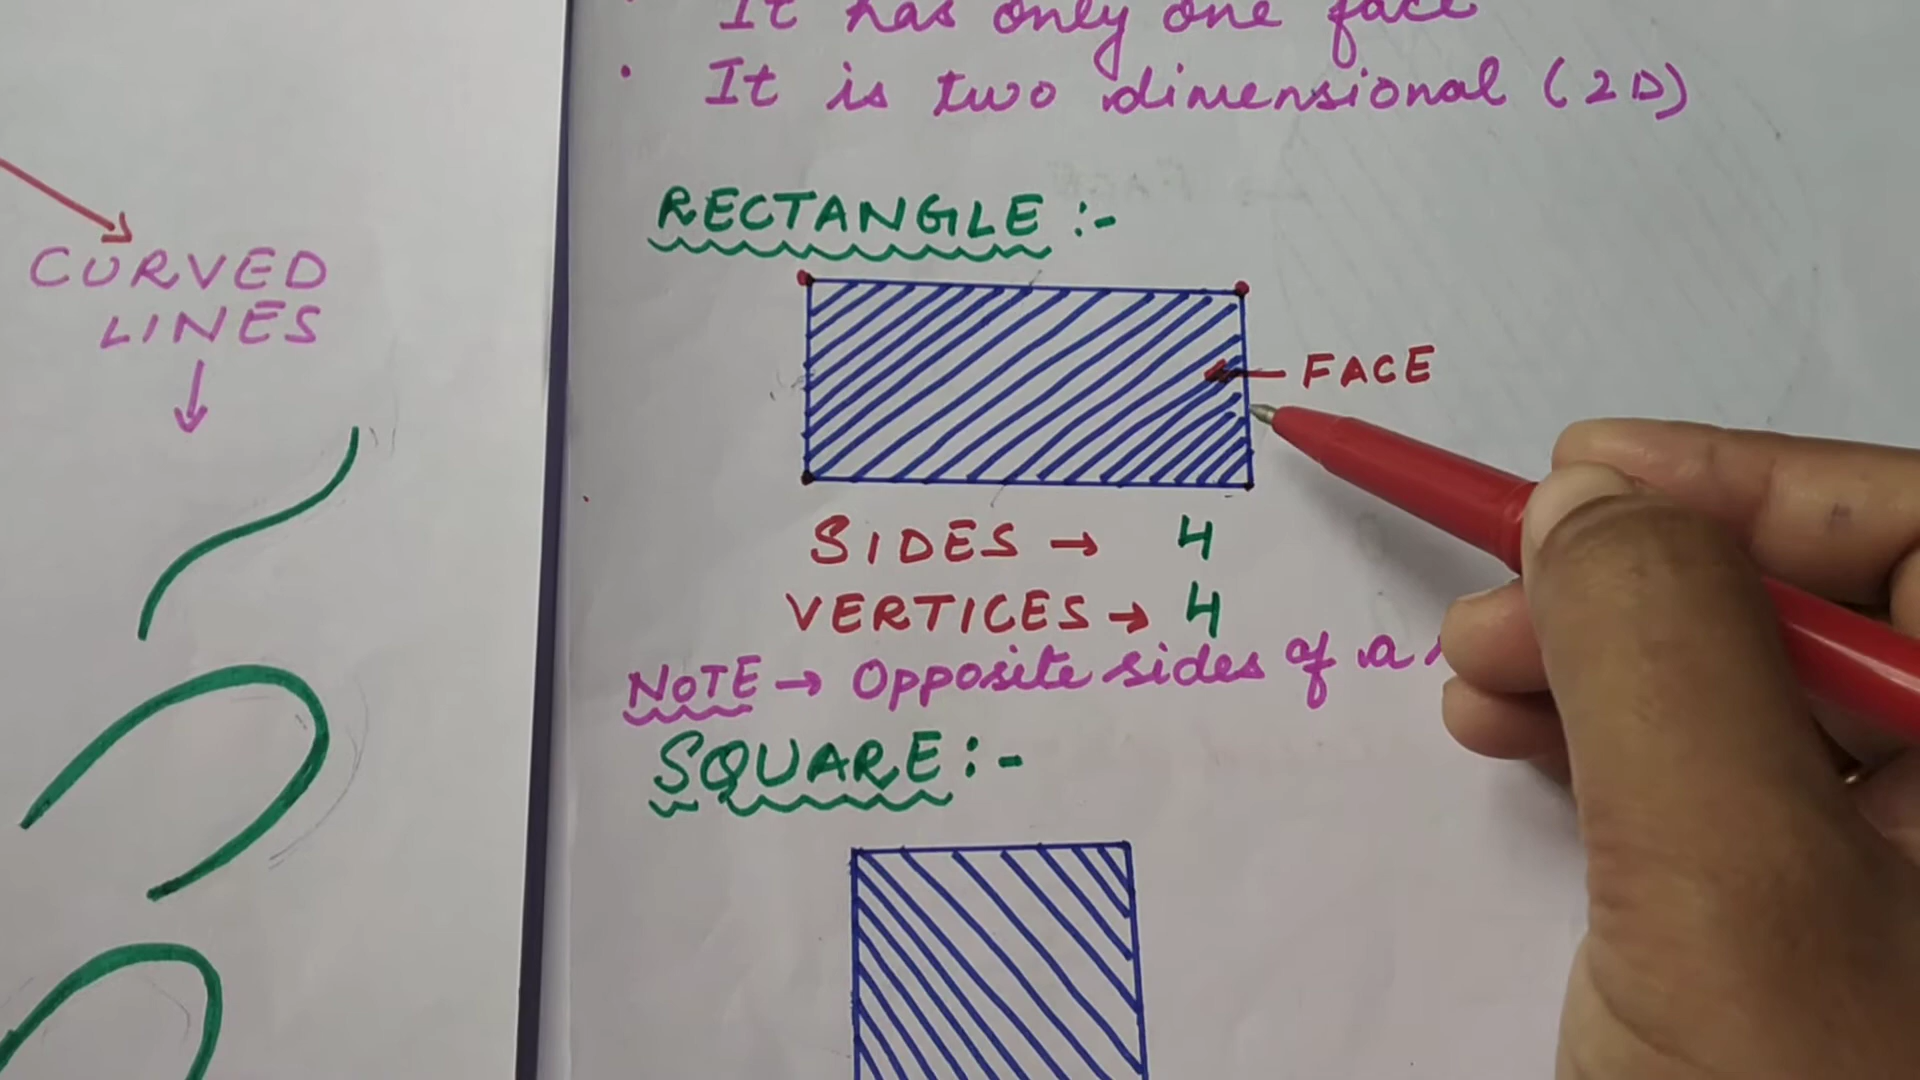 CURVED
LINES
• It has only one face
• It is two dimensional (2D)
RECTANGLE :-
FACE
SIDES → 4
VERTICES → 4
NOTE → Opposite sides of a
SQUARE :-